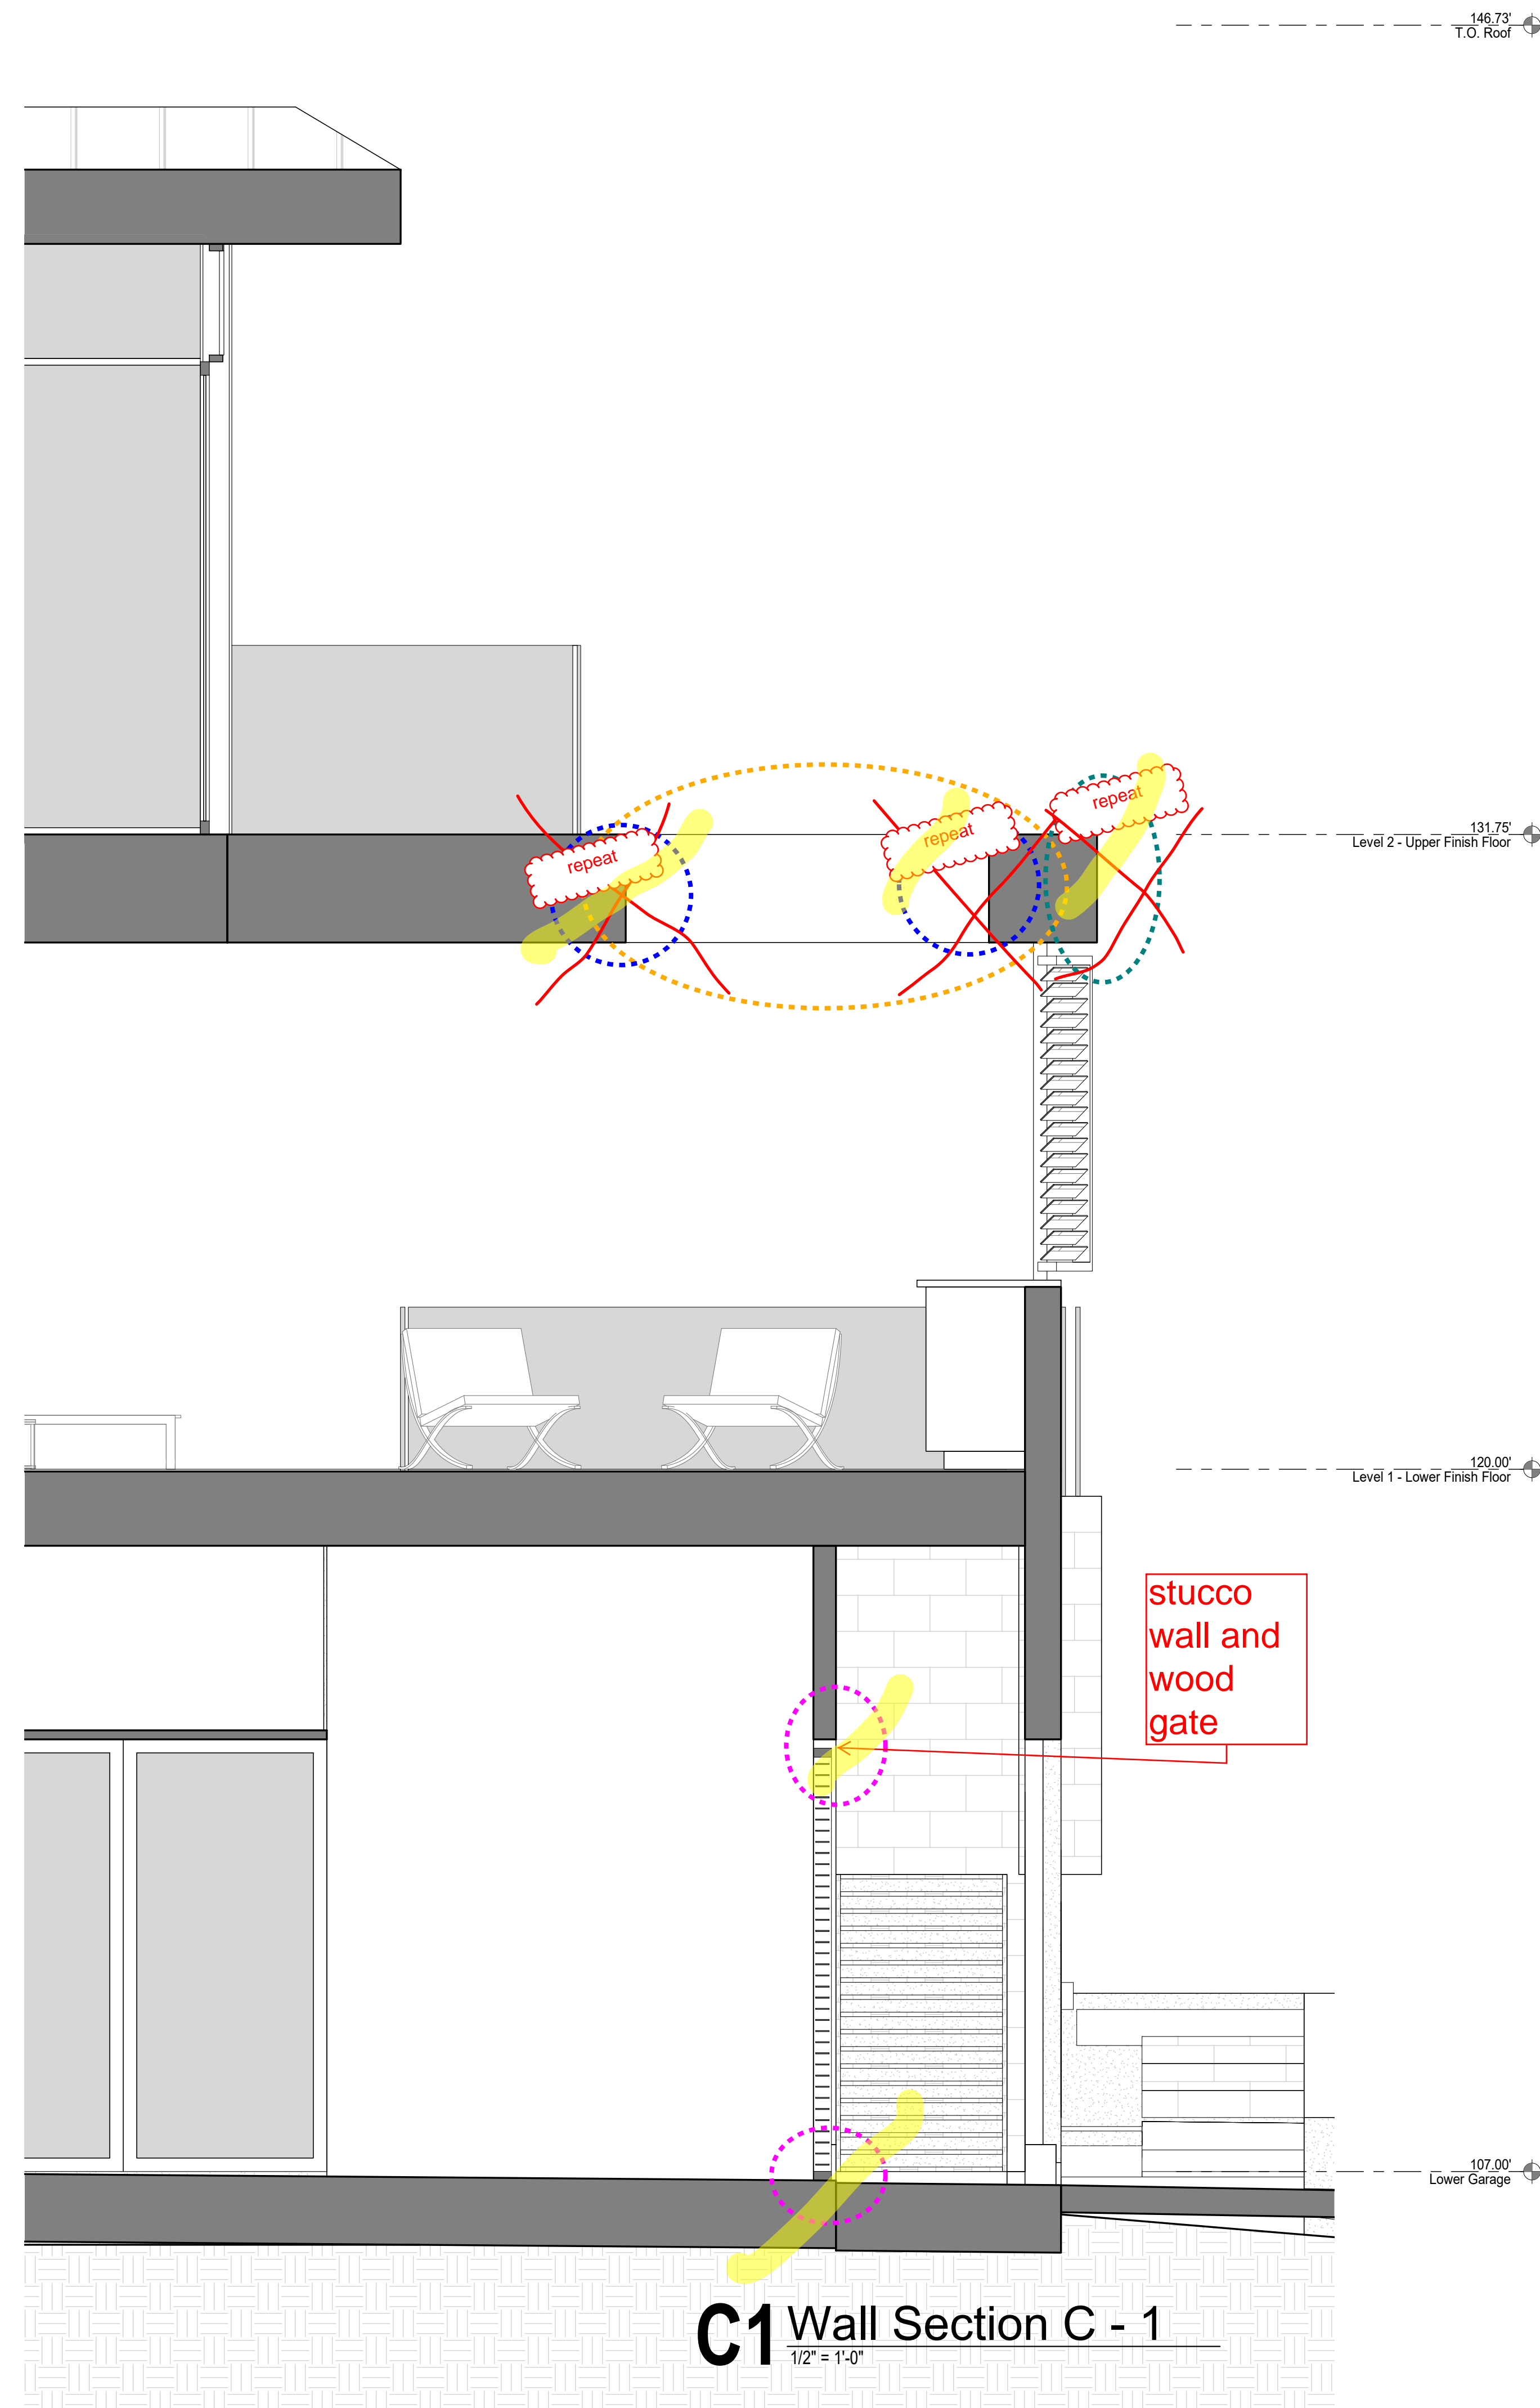 146.73'
T.O. Roof
repeat
repeat
repeat
131.75'
Level 2 - Upper Finish Floor
120.00'
Level 1 - Lower Finish Floor
stucco
wall and
wood
gate
107.00'
Lower Garage
C1 Wall Section C - 1
1/2" = 1'-0"